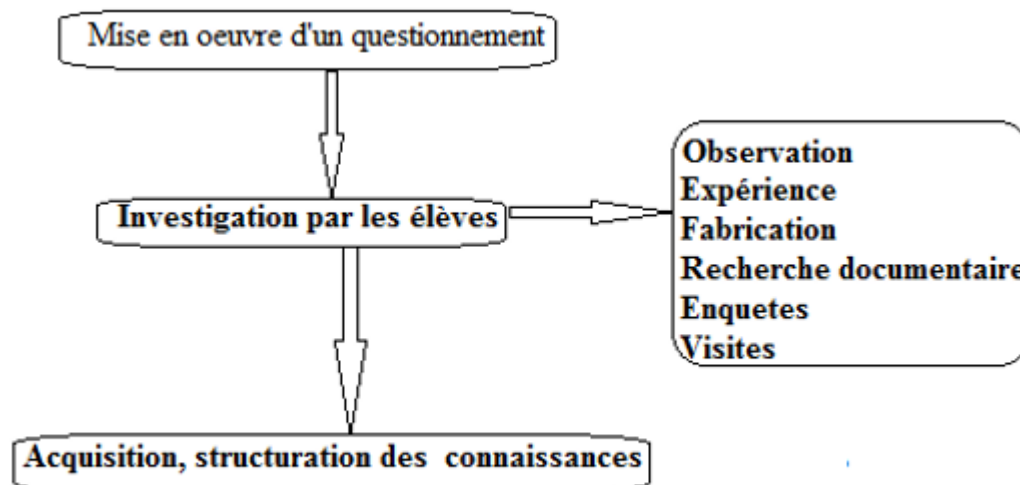 Mise en oeuvre d'un questionnement
Investigation par les élèves
Observation
Expérience
Fabrication
Recherche documentaire
Enquetes
Visites
Acquisition, structuration des connaissances